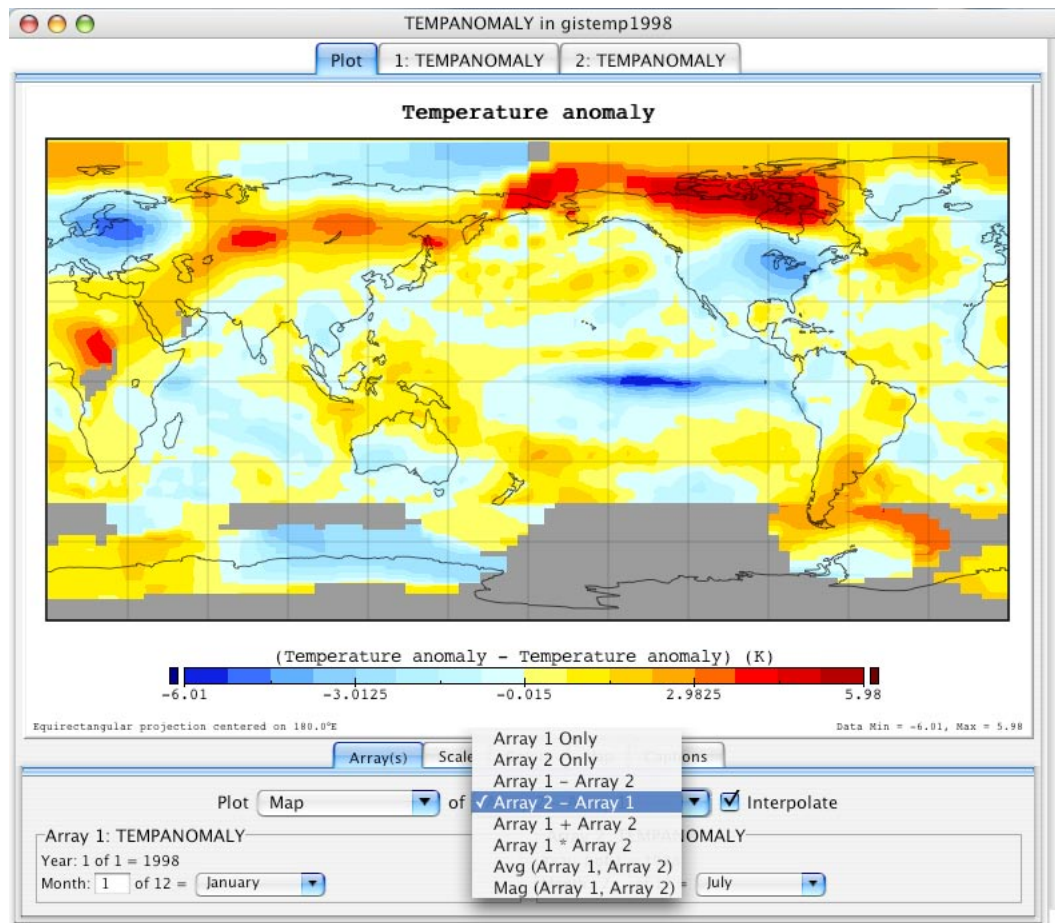 TEMPANOMALY in gistemp1998
Plot
1: TEMPANOMALY
2: TEMPANOMALY
Temperature anomaly
(Temperature anomaly - Temperature anomaly) (K)
-6.01 -3.0125 -0.015 2.9825 5.98
Equirectangular projection centered on 180.0°E
Data Min = -6.01, Max = 5.98
Array(s)
Scale
Plot Map of
Array 1 Only
Array 2 Only
Array 1 – Array 2
✓ Array 2 – Array 1
Array 1 + Array 2
Array 1 * Array 2
Avg (Array 1, Array 2)
Mag (Array 1, Array 2)
Interpolate
Array 1: TEMPANOMALY
Year: 1 of 1 = 1998
Month: 1 of 12 = January
= July